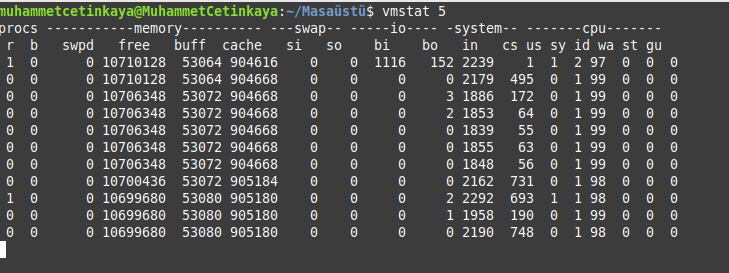 muhammetcetinkaya@MuhammetCetinkaya:~/Masaüstü$ vmstat 5
procs -----------memory---------- ---swap-- -----io---- -system-- -------cpu-------
 r  b   swpd   free   buff  cache   si   so    bi    bo   in   cs us sy id wa st gu
 1  0      0 10710128  53064 904616    0    0  1116   152 2239    1  1  2 97  0  0  0
 0  0      0 10710128  53064 904668    0    0     0     0 2179  495  0  1 99  0  0  0
 0  0      0 10706348  53072 904668    0    0     0     3 1886  172  0  1 99  0  0  0
 0  0      0 10706348  53072 904668    0    0     0     2 1853   64  0  1 99  0  0  0
 0  0      0 10706348  53072 904668    0    0     0     0 1839   55  0  1 99  0  0  0
 0  0      0 10706348  53072 904668    0    0     0     0 1855   63  0  1 99  0  0  0
 0  0      0 10706348  53072 904668    0    0     0     0 1848   56  0  1 99  0  0  0
 0  0      0 10700436  53072 905184    0    0     0     0 2162  731  0  1 98  0  0  0
 1  0      0 10699680  53080 905180    0    0     0     2 2292  693  1  1 98  0  0  0
 0  0      0 10699680  53080 905180    0    0     0     1 1958  190  0  1 99  0  0  0
 0  0      0 10699680  53080 905180    0    0     0     0 2190  748  0  1 98  0  0  0